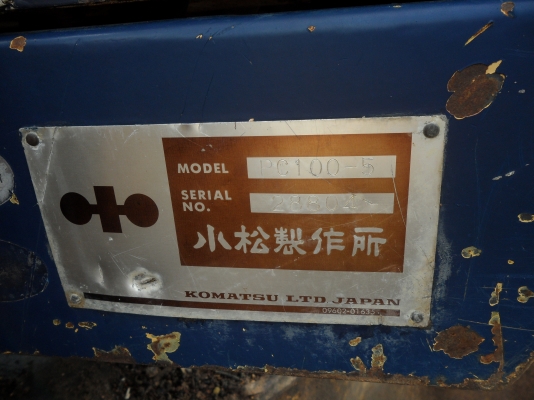 MODEL PC100-5
SERIAL NO.
小松製作所
KOMATSU LTD JAPAN